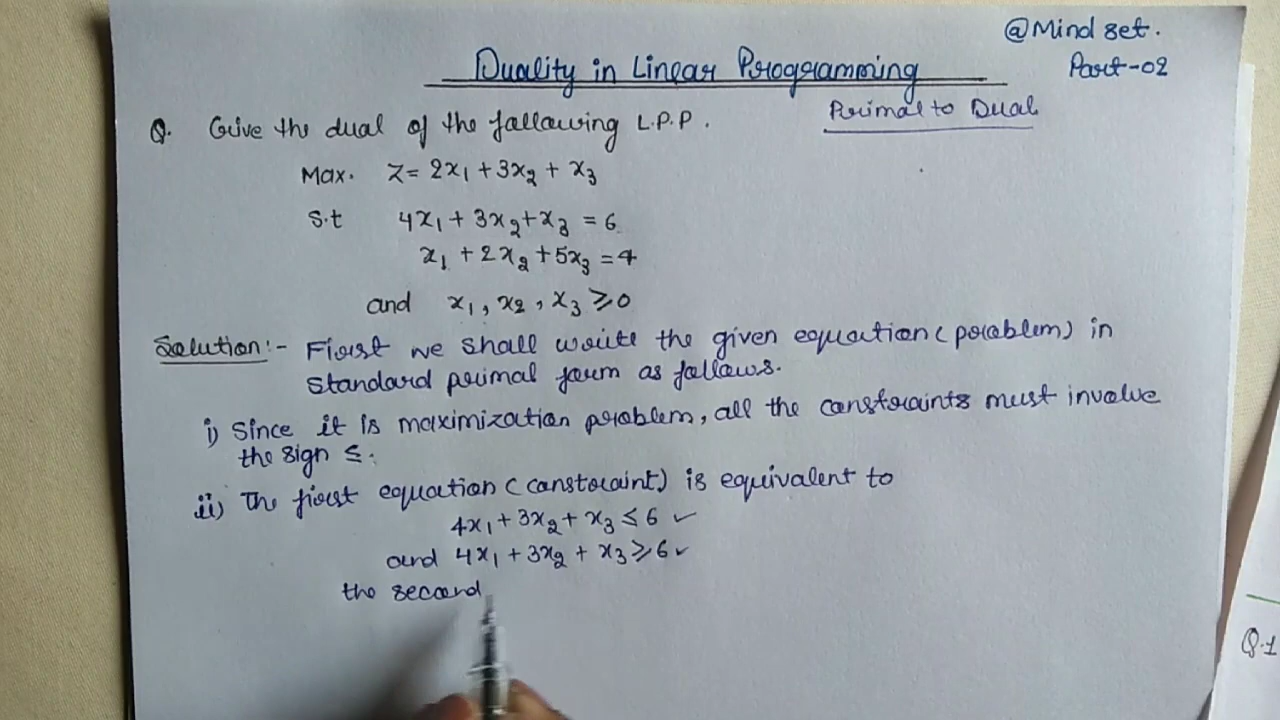 @Mind set.
Part-02
Duality in Linear Programming
Primal to Dual
Q. Give the dual of the following L.P.P.
Max. Z= 2x₁ + 3x₂ + x₃
S.t 4x₁ + 3x₂ + x₃ = 6
x₁ + 2x₂ + 5x₃ = 4
and x₁, x₂, x₃ ≥ 0
Solution:- First we shall write the given equation (problem) in
standard primal form as follows.
i) Since it is maximization problem, all the constraints must involve
the sign ≤.
ii) The first equation (constraint) is equivalent to
4x₁ + 3x₂ + x₃ ≤ 6 ✓
and 4x₁ + 3x₂ + x₃ ≥ 6 ✓
the second
Q.1